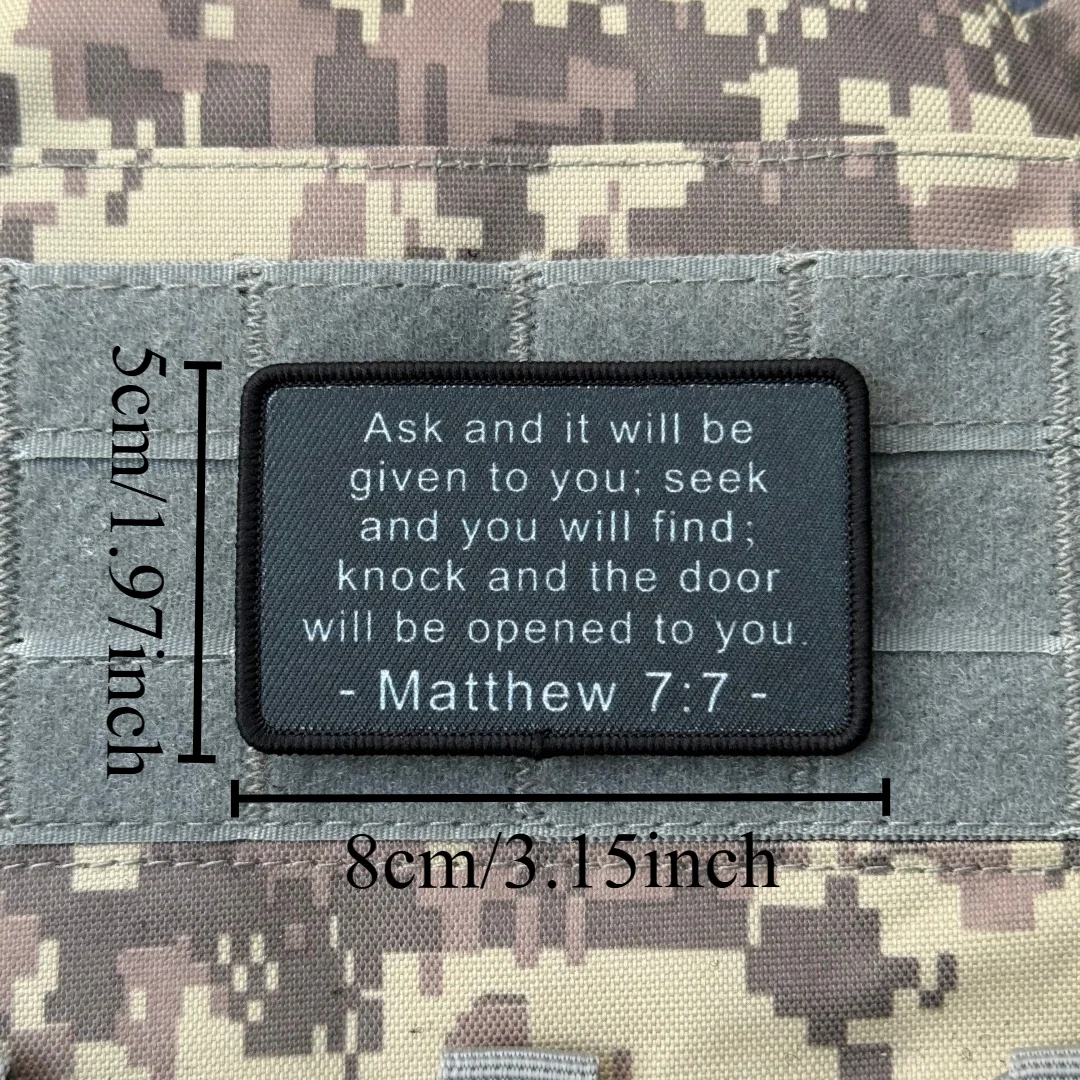 Ask and it will be
given to you; seek
and you will find;
knock and the door
will be opened to you.
- Matthew 7:7 -
5cm/1.97inch
8cm/3.15inch